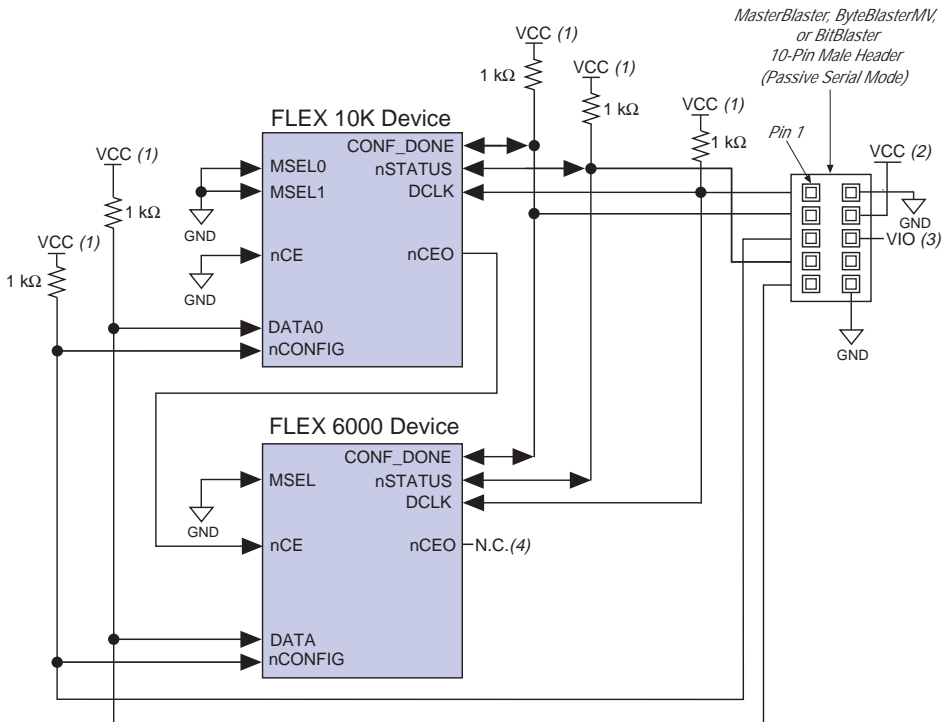 MasterBlaster, ByteBlasterMV,
or BitBlaster
10-Pin Male Header
(Passive Serial Mode)
VCC (1)
1 kΩ
VCC (1)
1 kΩ
VCC (1)
1 kΩ
Pin 1
VCC (2)
GND
VIO (3)
GND
VCC (1)
1 kΩ
VCC (1)
1 kΩ
FLEX 10K Device
CONF_DONE
MSEL0
nSTATUS
MSEL1
DCLK
GND
nCE
nCEO
GND
DATA0
nCONFIG
FLEX 6000 Device
CONF_DONE
MSEL
nSTATUS
DCLK
GND
nCE
nCEO
N.C.(4)
DATA
nCONFIG